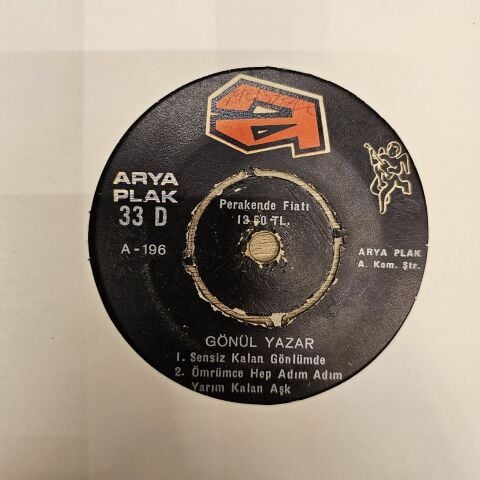 ARYA
PLAK
33 D
A-196
Perakende Fiatı
12.50 TL.
ARYA PLAK
A. Kom. Ştr.
GÖNÜL YAZAR
1. Sensiz Kalan Gönlümde
2. Ömrümce Hep Adım Adım
Yarım Kalan Aşk